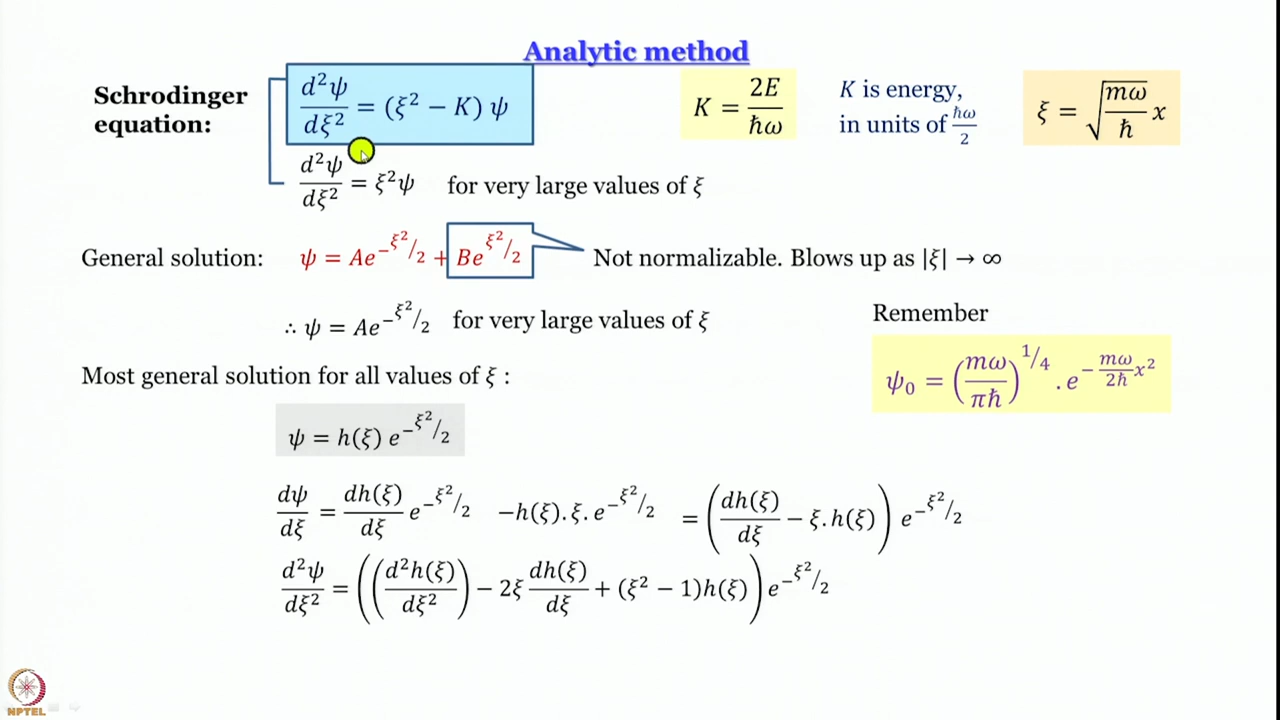 Analytic method
Schrodinger equation:
d²ψ/dξ² = (ξ² − K) ψ
K = 2E/ħω
K is energy, in units of ħω/2
ξ = √(mω/ħ) x
d²ψ/dξ² = ξ²ψ for very large values of ξ
General solution: ψ = Ae^(−ξ²/2) + Be^(ξ²/2) Not normalizable. Blows up as |ξ| → ∞
∴ ψ = Ae^(−ξ²/2) for very large values of ξ
Remember
ψ₀ = (mω/πħ)^(1/4) . e^(−(mω/2ħ)x²)
Most general solution for all values of ξ :
ψ = h(ξ) e^(−ξ²/2)
dψ/dξ = dh(ξ)/dξ e^(−ξ²/2) −h(ξ).ξ.e^(−ξ²/2) = (dh(ξ)/dξ − ξ.h(ξ)) e^(−ξ²/2)
d²ψ/dξ² = ((d²h(ξ)/dξ²) − 2ξ dh(ξ)/dξ + (ξ² − 1)h(ξ)) e^(−ξ²/2)
NPTEL